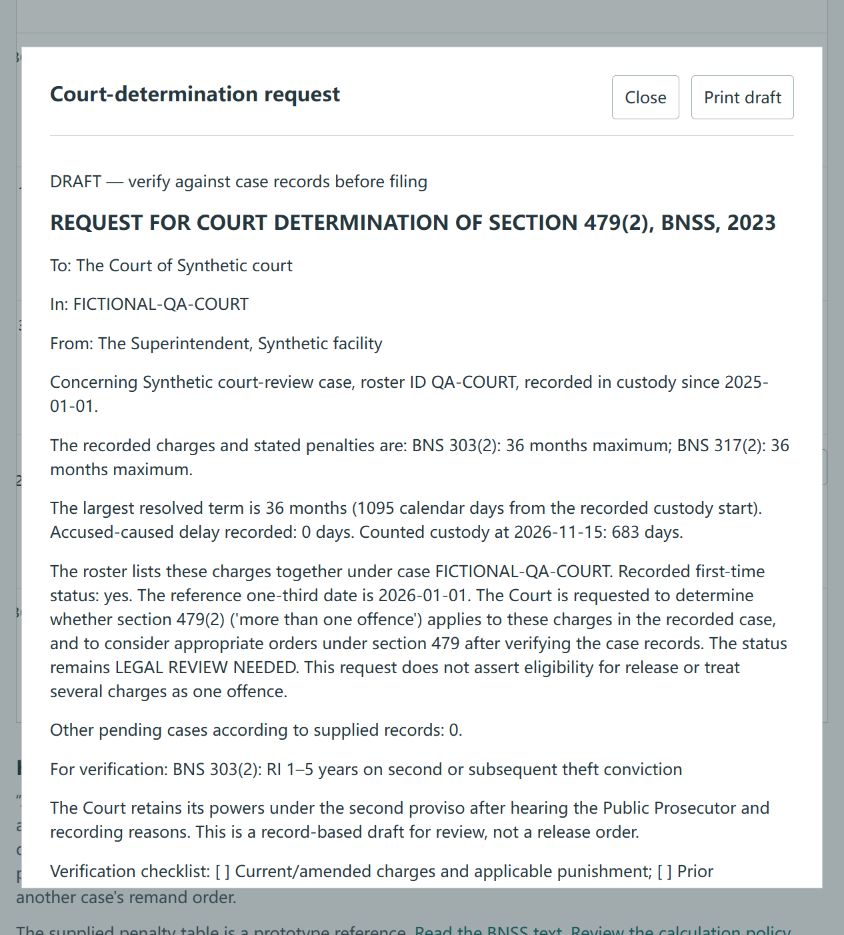 Court-determination request
Close
Print draft
DRAFT — verify against case records before filing
REQUEST FOR COURT DETERMINATION OF SECTION 479(2), BNSS, 2023
To: The Court of Synthetic court
In: FICTIONAL-QA-COURT
From: The Superintendent, Synthetic facility
Concerning Synthetic court-review case, roster ID QA-COURT, recorded in custody since 2025-
01-01.
The recorded charges and stated penalties are: BNS 303(2): 36 months maximum; BNS 317(2): 36
months maximum.
The largest resolved term is 36 months (1095 calendar days from the recorded custody start).
Accused-caused delay recorded: 0 days. Counted custody at 2026-11-15: 683 days.
The roster lists these charges together under case FICTIONAL-QA-COURT. Recorded first-time
status: yes. The reference one-third date is 2026-01-01. The Court is requested to determine
whether section 479(2) ('more than one offence') applies to these charges in the recorded case,
and to consider appropriate orders under section 479 after verifying the case records. The status
remains LEGAL REVIEW NEEDED. This request does not assert eligibility for release or treat
several charges as one offence.
Other pending cases according to supplied records: 0.
For verification: BNS 303(2): RI 1–5 years on second or subsequent theft conviction
The Court retains its powers under the second proviso after hearing the Public Prosecutor and
recording reasons. This is a record-based draft for review, not a release order.
Verification checklist: [ ] Current/amended charges and applicable punishment; [ ] Prior
another case's remand order.
The supplied penalty table is a prototype reference. Read the BNSS text. Review the calculation policy.